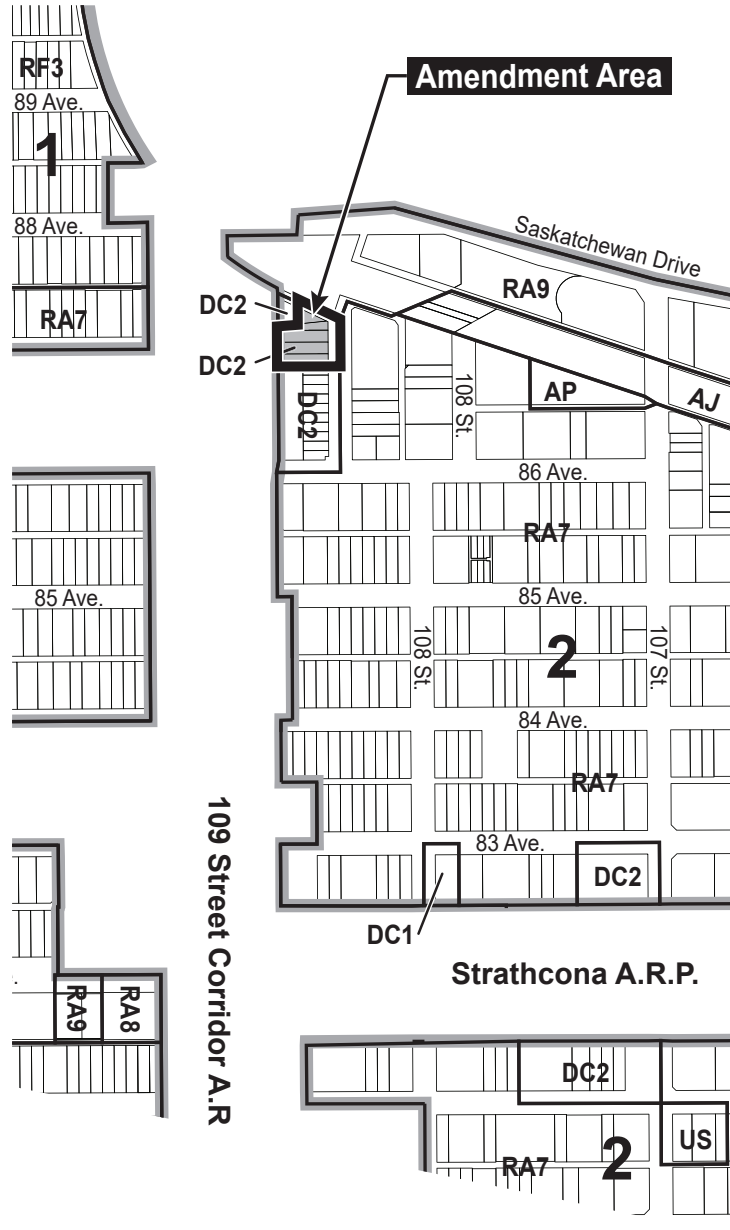 Amendment Area
RF3
89 Ave.
1
88 Ave.
RA7
Saskatchewan Drive
RA9
DC2
DC2
DC2
108 St.
AP
AJ
86 Ave.
RA7
85 Ave.
85 Ave.
108 St.
2
107 St.
84 Ave.
RA7
109 Street Corridor A.R
83 Ave.
DC2
DC1
Strathcona A.R.P.
RA9
RA8
DC2
US
RA7
2